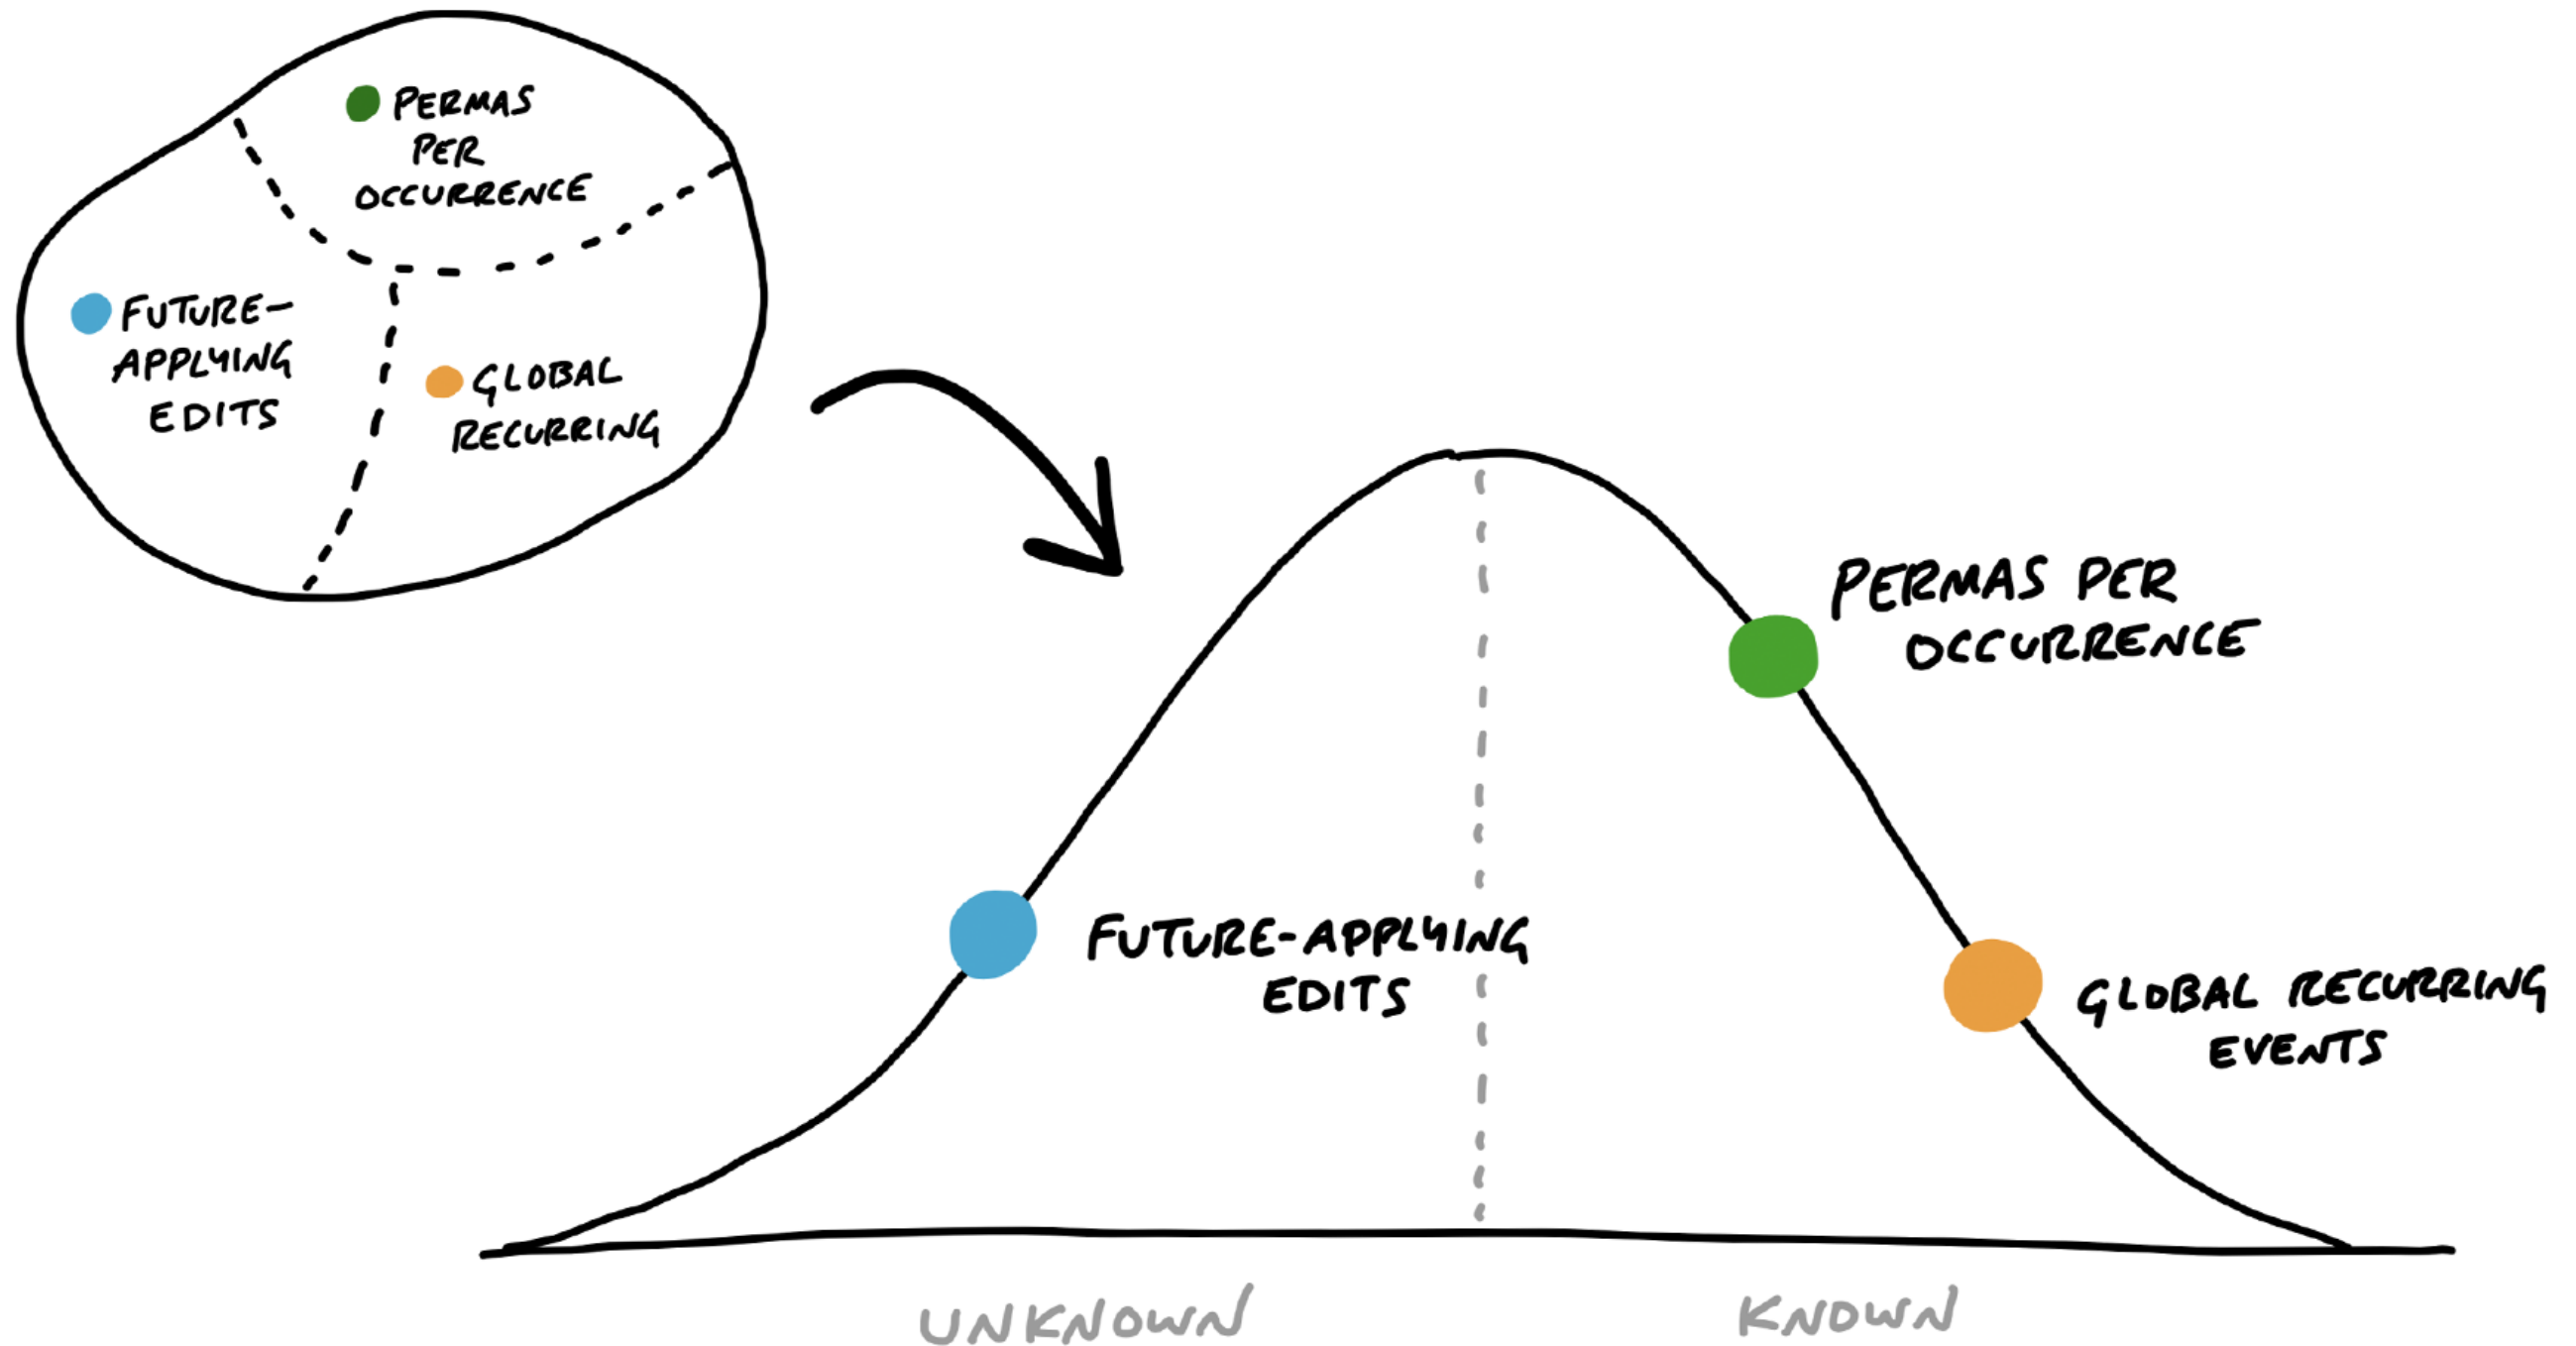 PERMAS
PER
OCCURRENCE
FUTURE-
APPLYING
EDITS
GLOBAL
RECURRING
PERMAS PER
OCCURRENCE
FUTURE-APPLYING
EDITS
GLOBAL RECURRING
EVENTS
UNKNOWN
KNOWN